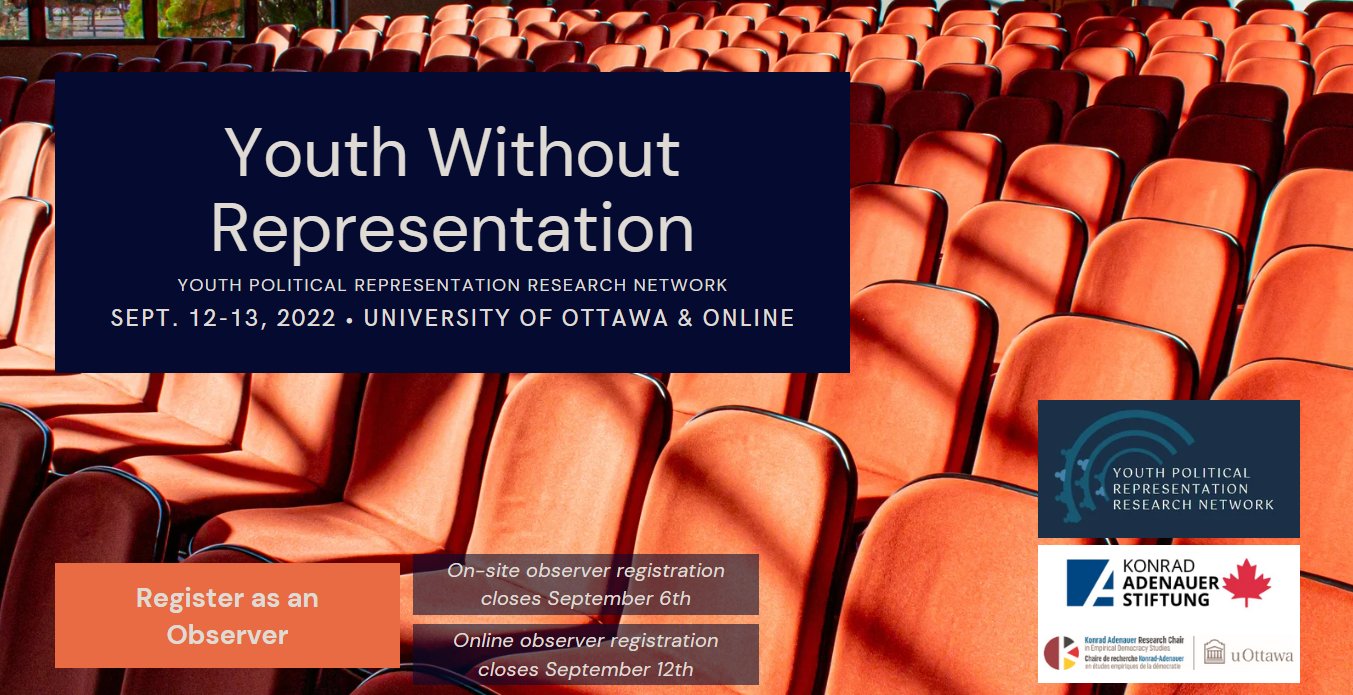 Youth Without
Representation
YOUTH POLITICAL REPRESENTATION RESEARCH NETWORK
SEPT. 12-13, 2022 • UNIVERSITY OF OTTAWA & ONLINE
Register as an
Observer
On-site observer registration
closes September 6th
Online observer registration
closes September 12th
YOUTH POLITICAL
REPRESENTATION
RESEARCH NETWORK
KONRAD
ADENAUER
STIFTUNG
Konrad Adenauer Research Chair
in Empirical Democracy Studies
Chaire de recherche Konrad-Adenauer
en études empiriques de la démocratie
uOttawa